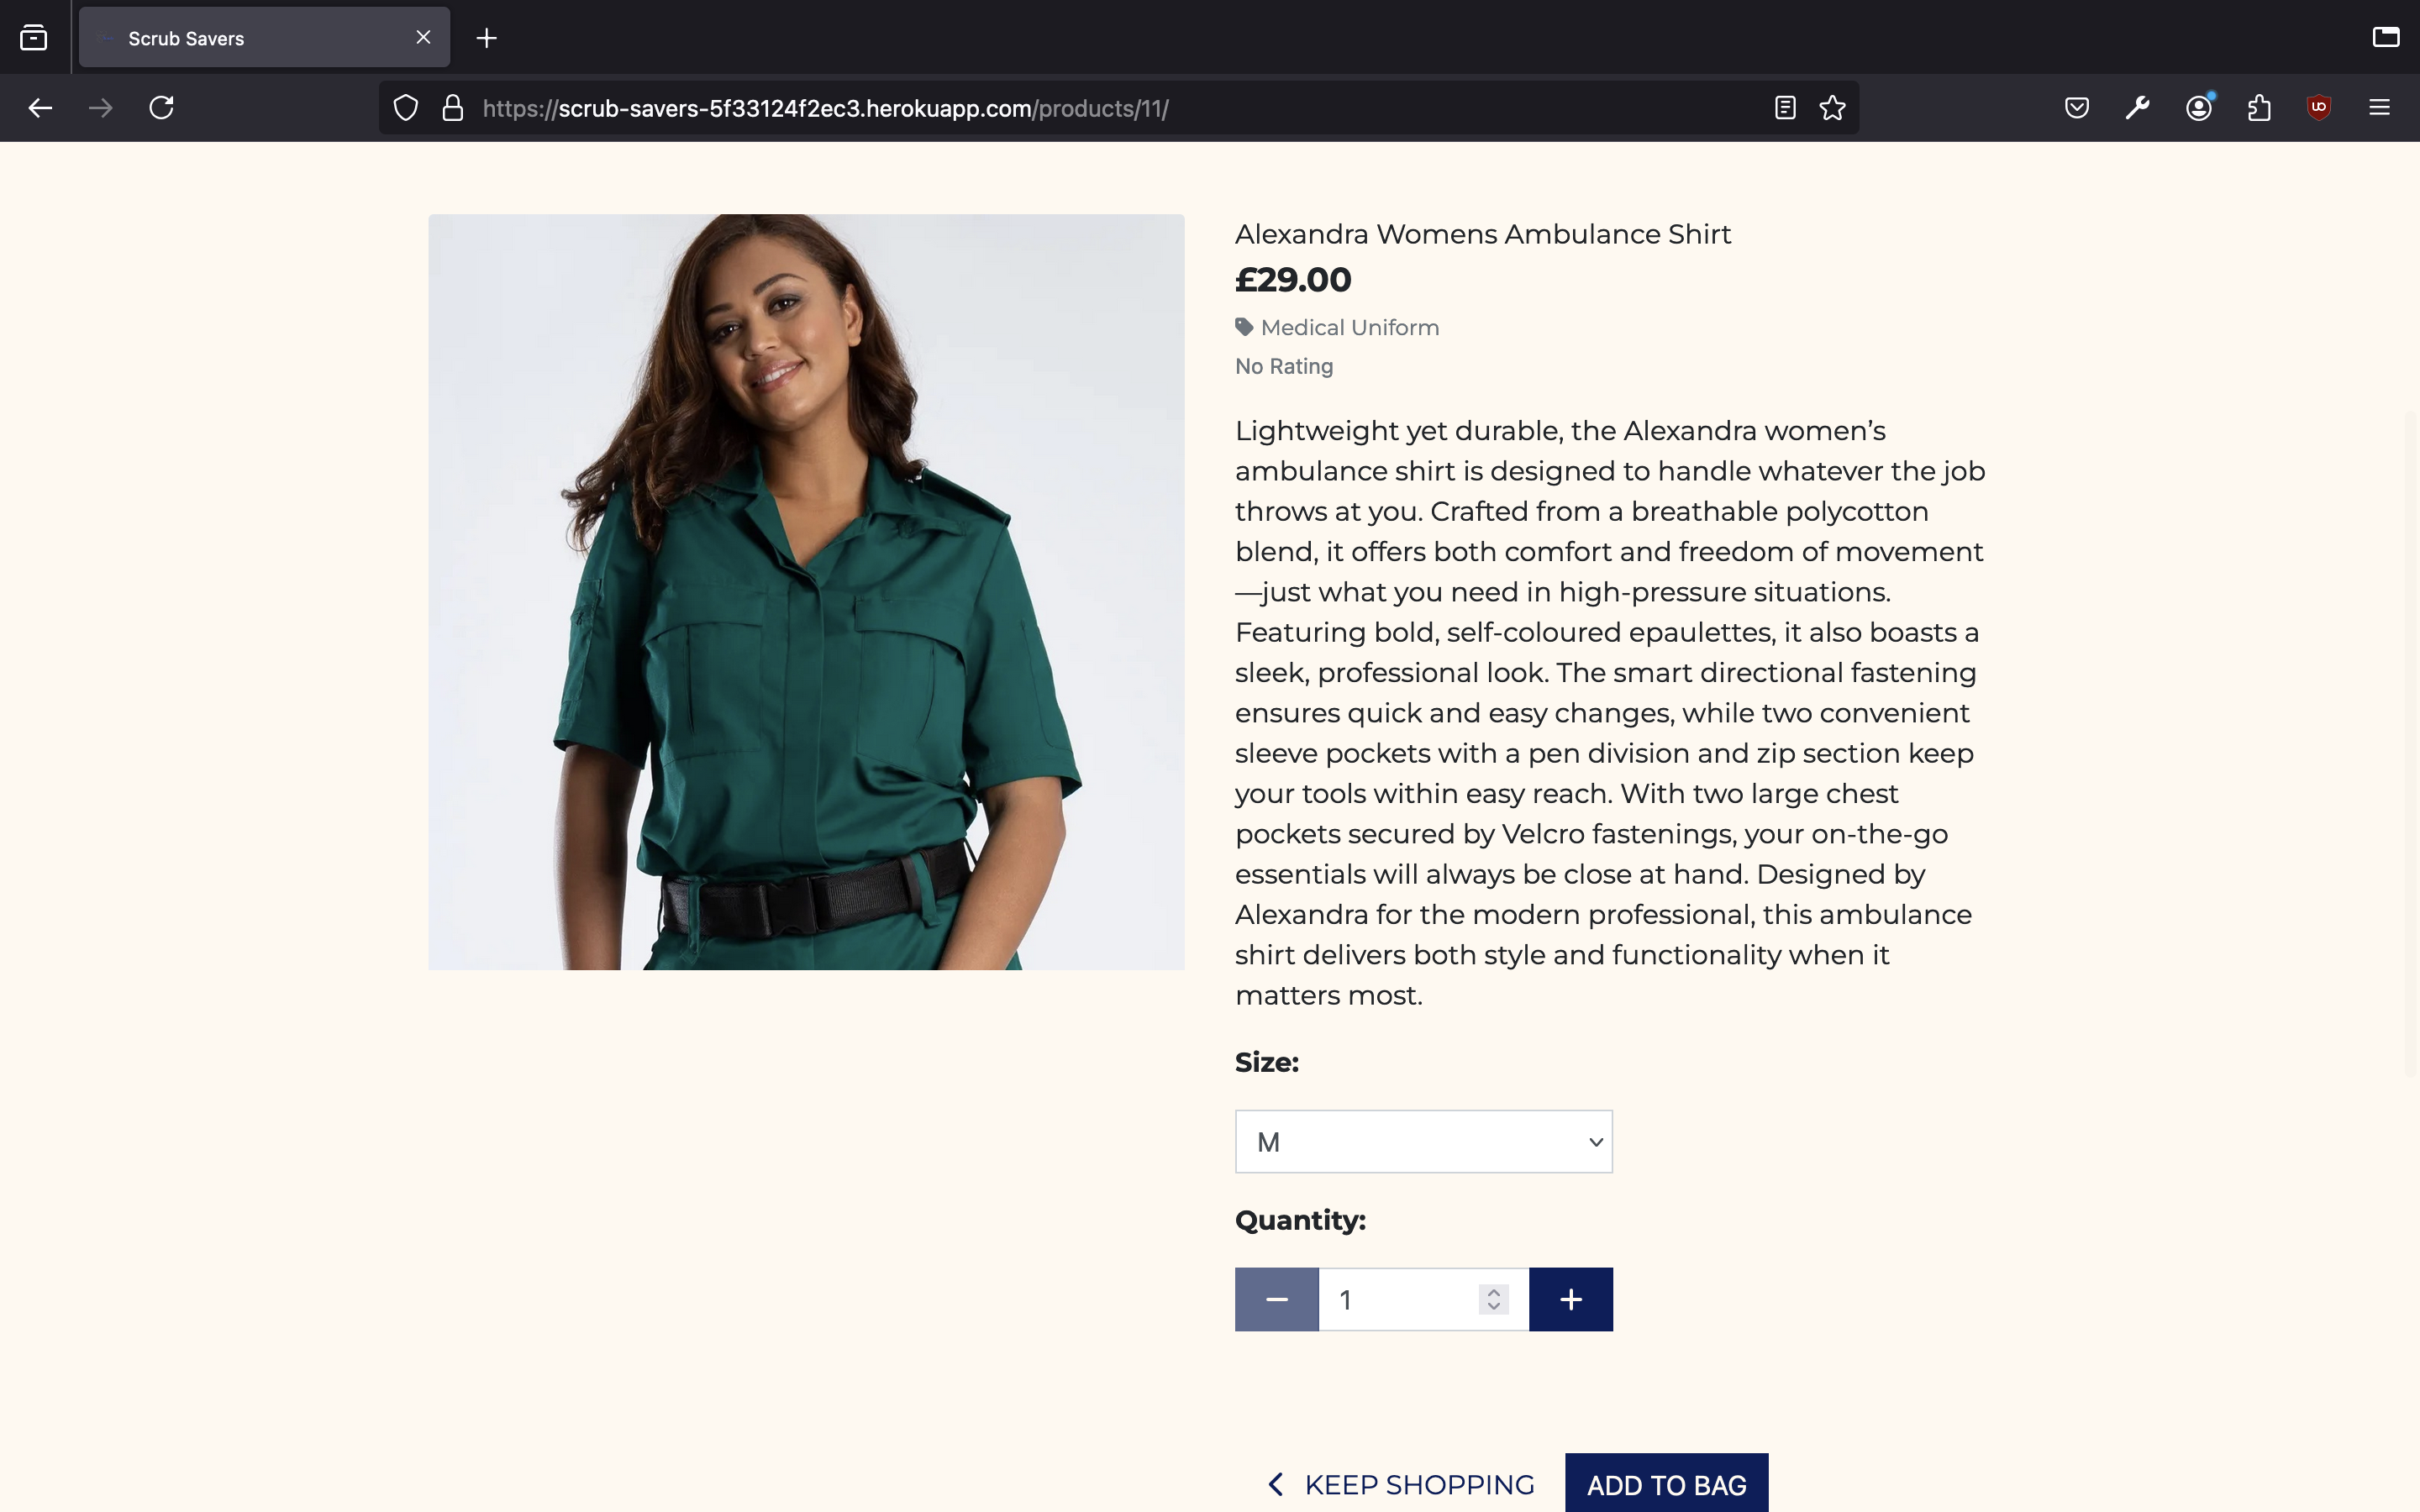 Scrub Savers
https://scrub-savers-5f33124f2ec3.herokuapp.com/products/11/
Alexandra Womens Ambulance Shirt
£29.00
Medical Uniform
No Rating
Lightweight yet durable, the Alexandra women’s
ambulance shirt is designed to handle whatever the job
throws at you. Crafted from a breathable polycotton
blend, it offers both comfort and freedom of movement
—just what you need in high-pressure situations.
Featuring bold, self-coloured epaulettes, it also boasts a
sleek, professional look. The smart directional fastening
ensures quick and easy changes, while two convenient
sleeve pockets with a pen division and zip section keep
your tools within easy reach. With two large chest
pockets secured by Velcro fastenings, your on-the-go
essentials will always be close at hand. Designed by
Alexandra for the modern professional, this ambulance
shirt delivers both style and functionality when it
matters most.
Size:
M
Quantity:
1
KEEP SHOPPING
ADD TO BAG